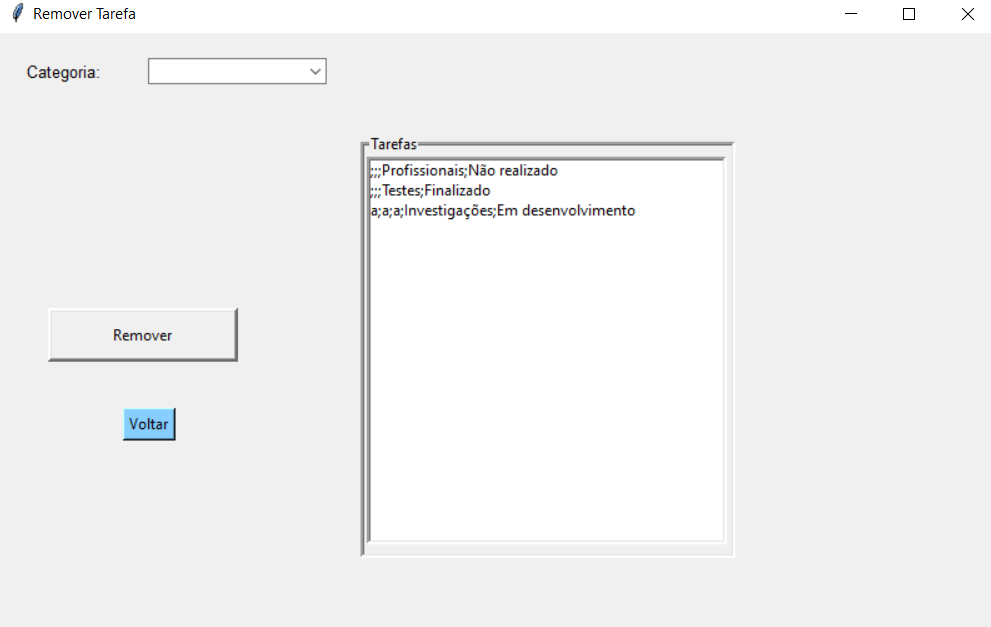 Remover Tarefa
Categoria:
Tarefas
;;;Profissionais;Não realizado
;;;Testes;Finalizado
a;a;a;Investigações;Em desenvolvimento
Remover
Voltar